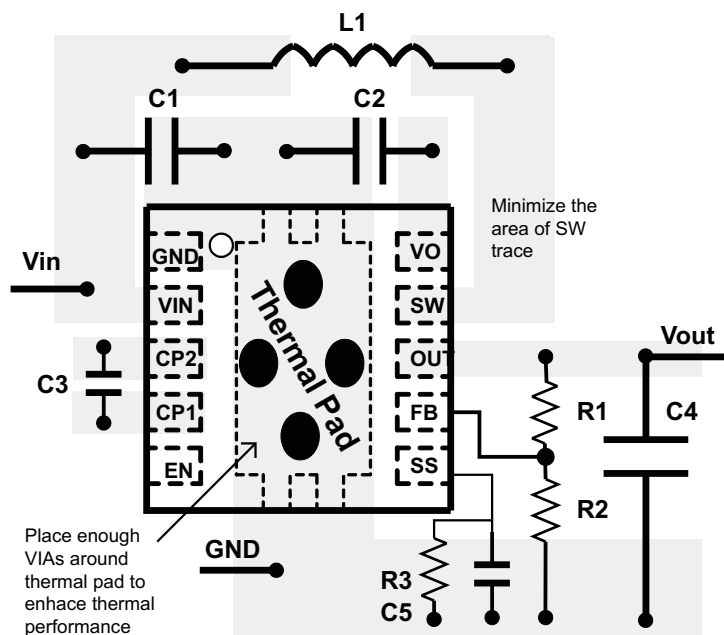 L1
C1
C2
Minimize the
area of SW
trace
Vin
GND
VIN
CP2
CP1
EN
Thermal Pad
VO
SW
OUT
FB
SS
C3
Vout
R1
C4
R2
R3
C5
GND
Place enough
VIAs around
thermal pad to
enhace thermal
performance